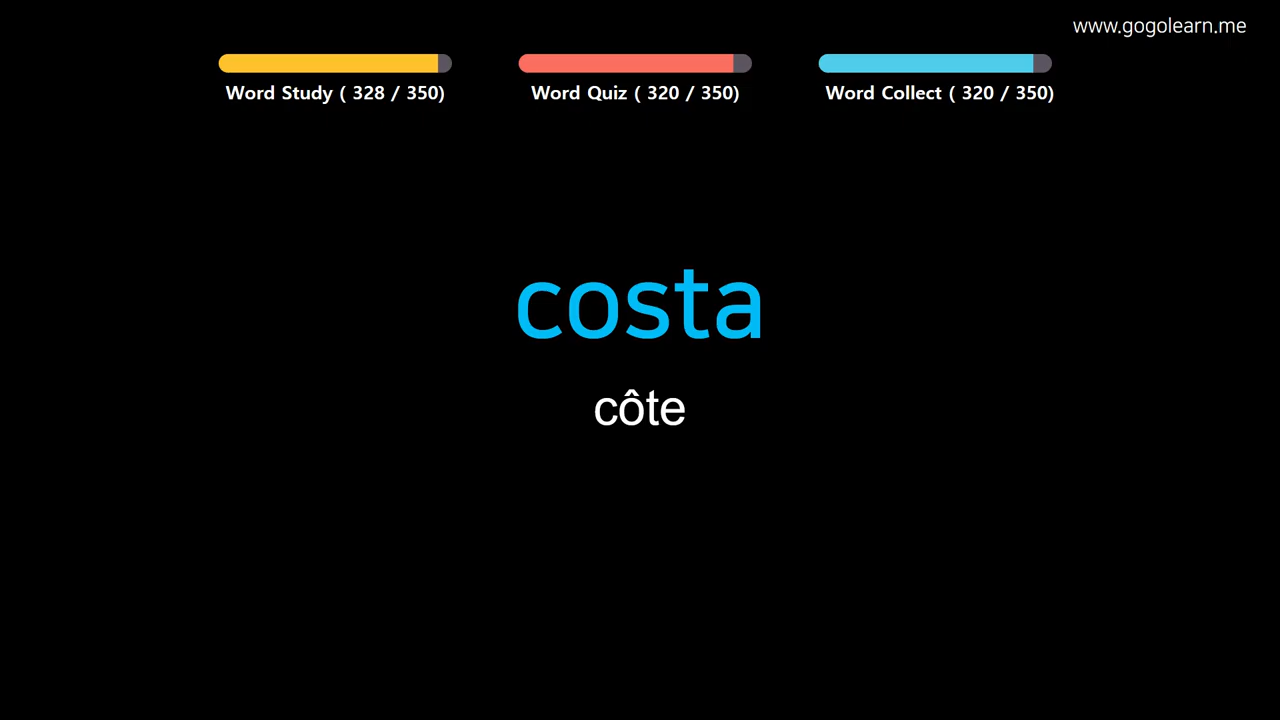 www.gogolearn.me
Word Study ( 328 / 350)
Word Quiz ( 320 / 350)
Word Collect ( 320 / 350)
costa
côte